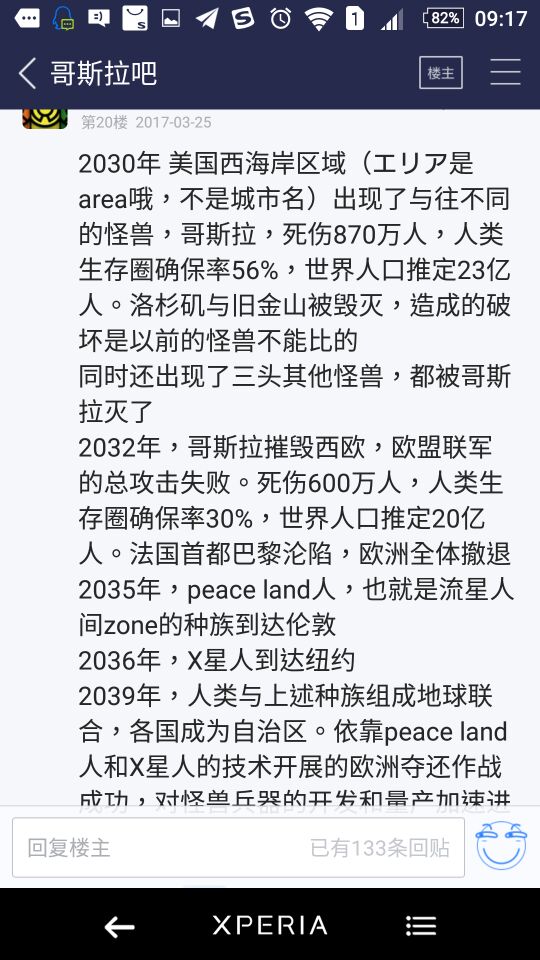 1
82%
09:17
哥斯拉吧
楼主
第20楼 2017-03-25
2030年 美国西海岸区域（エリア是
area哦，不是城市名）出现了与往不同
的怪兽，哥斯拉，死伤870万人，人类
生存圈确保率56%，世界人口推定23亿
人。洛杉矶与旧金山被毁灭，造成的破
坏是以前的怪兽不能比的
同时还出现了三头其他怪兽，都被哥斯
拉灭了
2032年，哥斯拉摧毁西欧，欧盟联军
的总攻击失败。死伤600万人，人类生
存圈确保率30%，世界人口推定20亿
人。法国首都巴黎沦陷，欧洲全体撤退
2035年，peace land人，也就是流星人
间zone的种族到达伦敦
2036年，X星人到达纽约
2039年，人类与上述种族组成地球联
合，各国成为自治区。依靠peace land
人和X星人的技术开展的欧洲夺还作战
成功，对怪兽兵器的开发和量产加速进
回复楼主
已有133条回贴
XPERIA